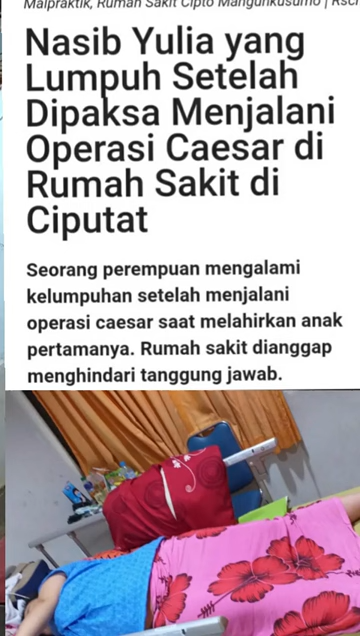 Malpraktik, Rumah Sakit Cipto Mangunkusumo | Rscm
Nasib Yulia yang
Lumpuh Setelah
Dipaksa Menjalani
Operasi Caesar di
Rumah Sakit di
Ciputat
Seorang perempuan mengalami
kelumpuhan setelah menjalani
operasi caesar saat melahirkan anak
pertamanya. Rumah sakit dianggap
menghindari tanggung jawab.